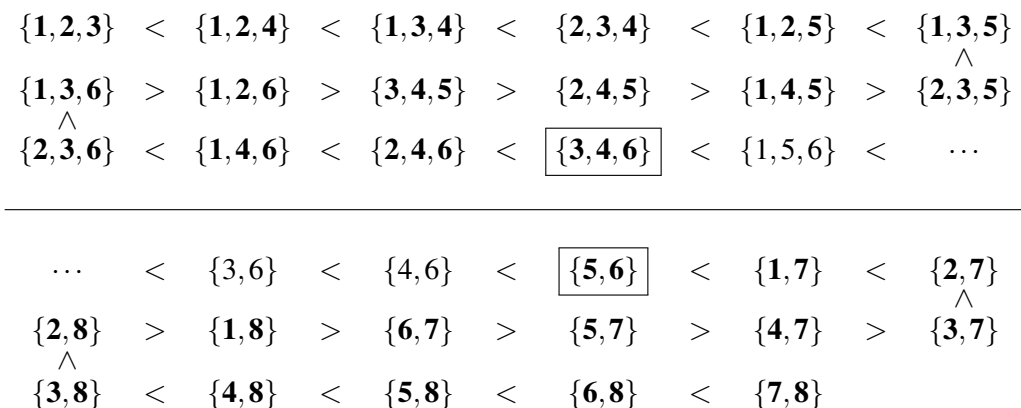 {1,2,3} < {1,2,4} < {1,3,4} < {2,3,4} < {1,2,5} < {1,3,5}
∧
{1,3,6} > {1,2,6} > {3,4,5} > {2,4,5} > {1,4,5} > {2,3,5}
∧
{2,3,6} < {1,4,6} < {2,4,6} < {3,4,6} < {1,5,6} < ⋯
⋯ < {3,6} < {4,6} < {5,6} < {1,7} < {2,7}
∧
{2,8} > {1,8} > {6,7} > {5,7} > {4,7} > {3,7}
∧
{3,8} < {4,8} < {5,8} < {6,8} < {7,8}